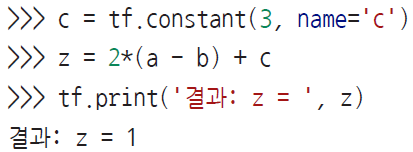 >>> c = tf.constant(3, name='c')
>>> z = 2*(a - b) + c
>>> tf.print('결과: z = ', z)
결과: z = 1